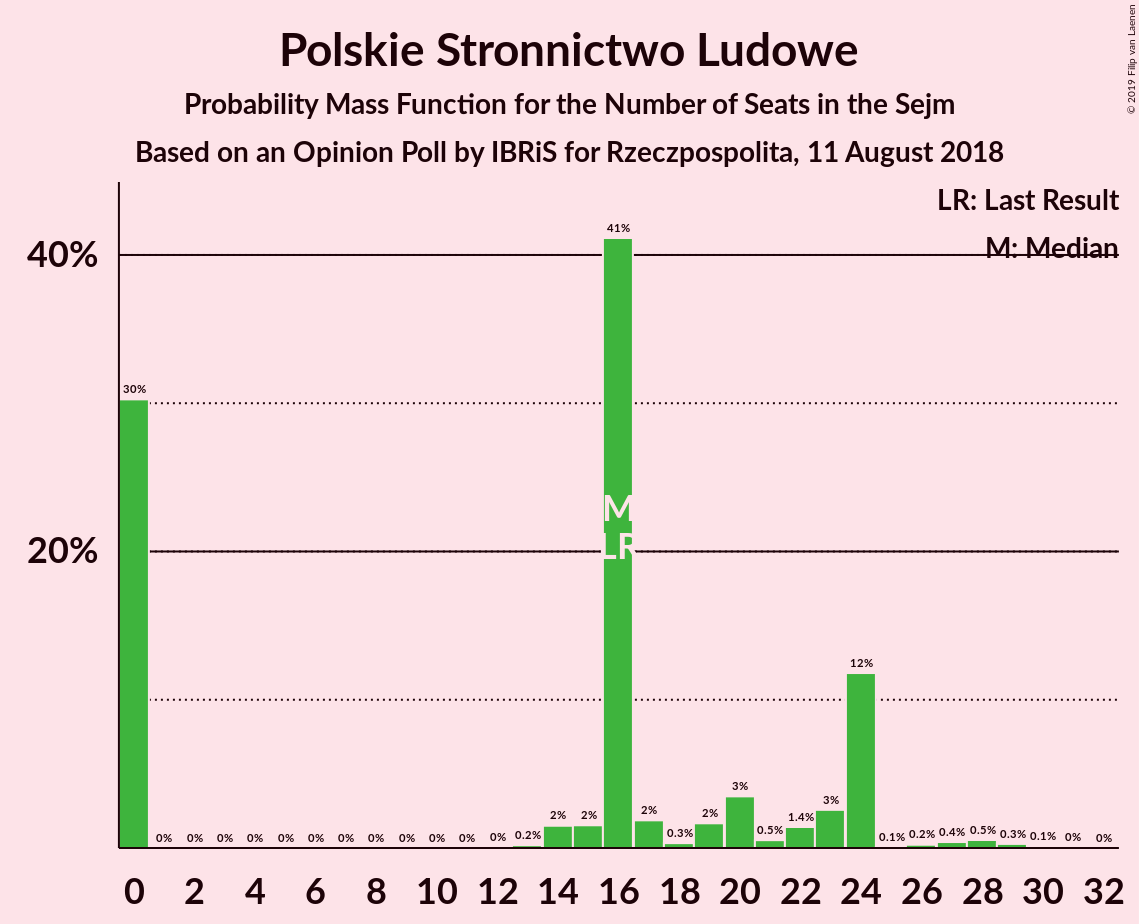 Polskie Stronnictwo Ludowe
Probability Mass Function for the Number of Seats in the Sejm
Based on an Opinion Poll by IBRiS for Rzeczpospolita, 11 August 2018
© 2019 Filip van Laenen
LR: Last Result
M: Median
40%
20%
30% 0% 0% 0% 0% 0% 0% 0% 0% 0% 0% 0% 0% 0.2% 2% 2% 41% 2% 0.3% 2% 3% 0.5% 1.4% 3% 12% 0.1% 0.2% 0.4% 0.5% 0.3% 0.1% 0% 0%
M
LR
0 2 4 6 8 10 12 14 16 18 20 22 24 26 28 30 32